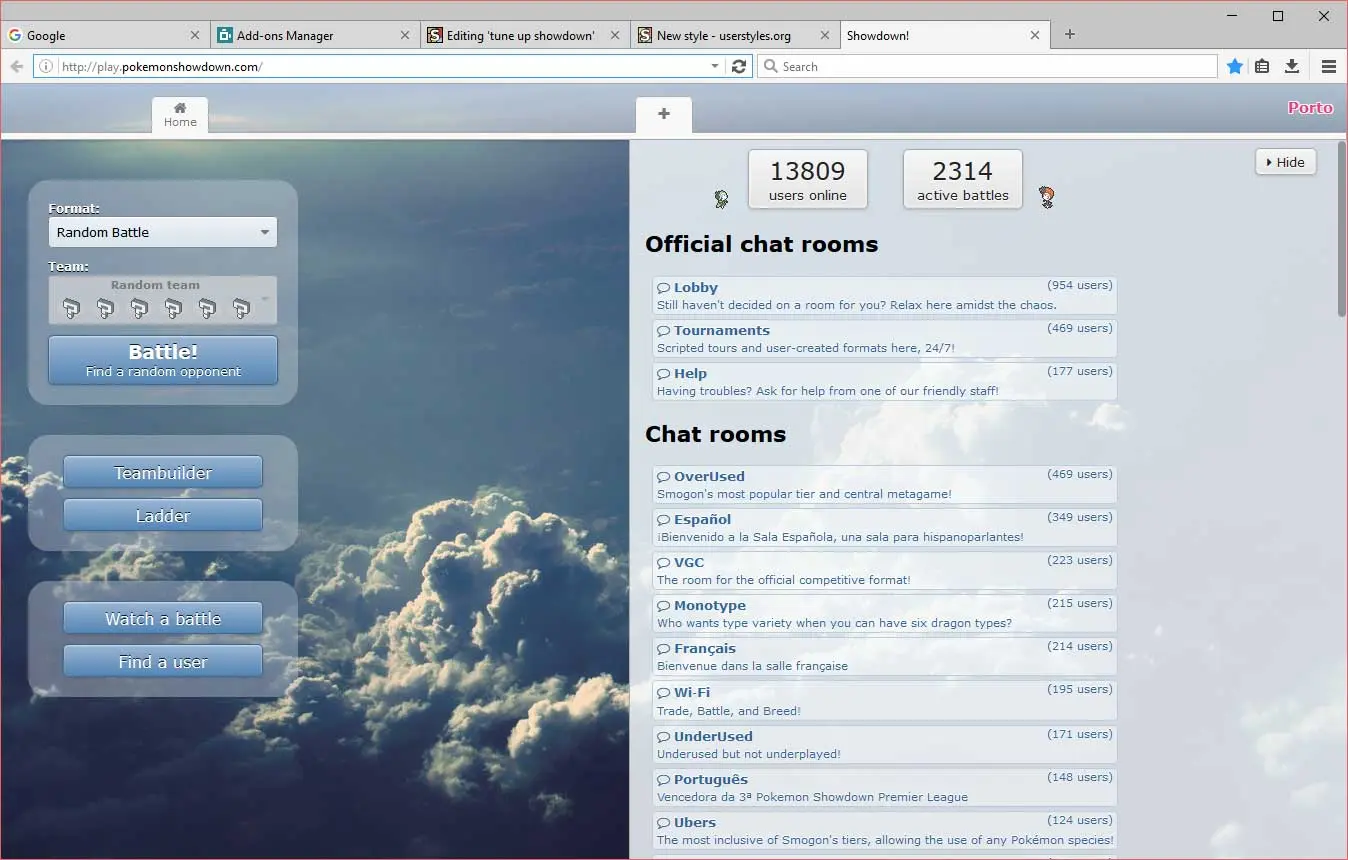 Google
Add-ons Manager
Editing 'tune up showdown'
New style - userstyles.org
Showdown!
http://play.pokemonshowdown.com/
Search
Home
Porto
Format:
Random Battle
Team:
Random team
Battle!
Find a random opponent
Teambuilder
Ladder
Watch a battle
Find a user
13809
users online
2314
active battles
Hide
Official chat rooms
Lobby (954 users)
Still haven't decided on a room for you? Relax here amidst the chaos.
Tournaments (469 users)
Scripted tours and user-created formats here, 24/7!
Help (177 users)
Having troubles? Ask for help from one of our friendly staff!
Chat rooms
OverUsed (469 users)
Smogon's most popular tier and central metagame!
Español (349 users)
¡Bienvenido a la Sala Española, una sala para hispanoparlantes!
VGC (223 users)
The room for the official competitive format!
Monotype (215 users)
Who wants type variety when you can have six dragon types?
Français (214 users)
Bienvenue dans la salle française
Wi-Fi (195 users)
Trade, Battle, and Breed!
UnderUsed (171 users)
Underused but not underplayed!
Português (148 users)
Vencedora da 3ª Pokemon Showdown Premier League
Ubers (124 users)
The most inclusive of Smogon's tiers, allowing the use of any Pokémon species!